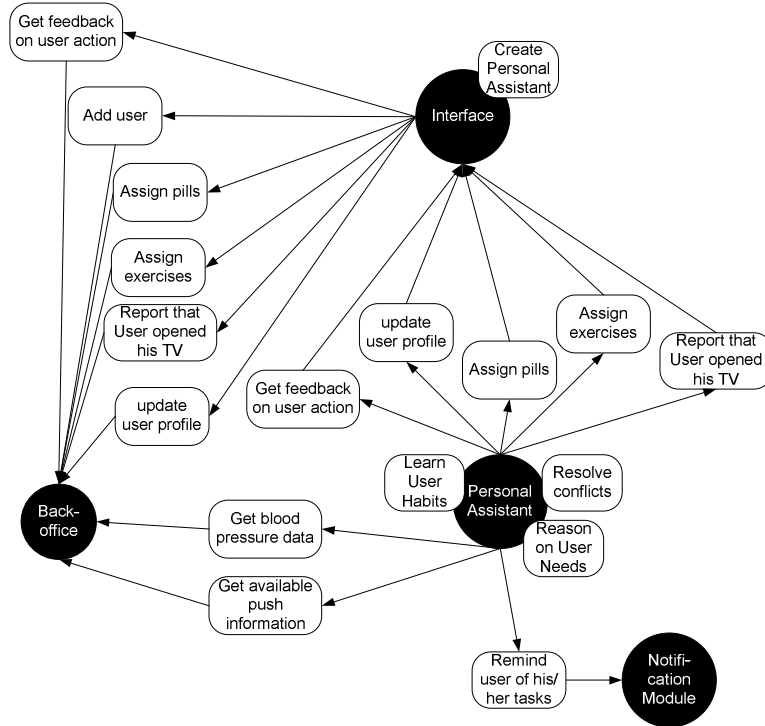 Get feedback
on user action
Create
Personal
Assistant
Interface
Add user
Assign pills
Assign
exercises
Report that
User opened
his TV
update
user profile
update
user profile
Assign pills
Assign
exercises
Report that
User opened
his TV
Get feedback
on user action
Learn
User
Habits
Personal
Assistant
Resolve
conflicts
Reason
on User
Needs
Back-
office
Get blood
pressure data
Get available
push
information
Remind
user of his/
her tasks
Notifi-
cation
Module